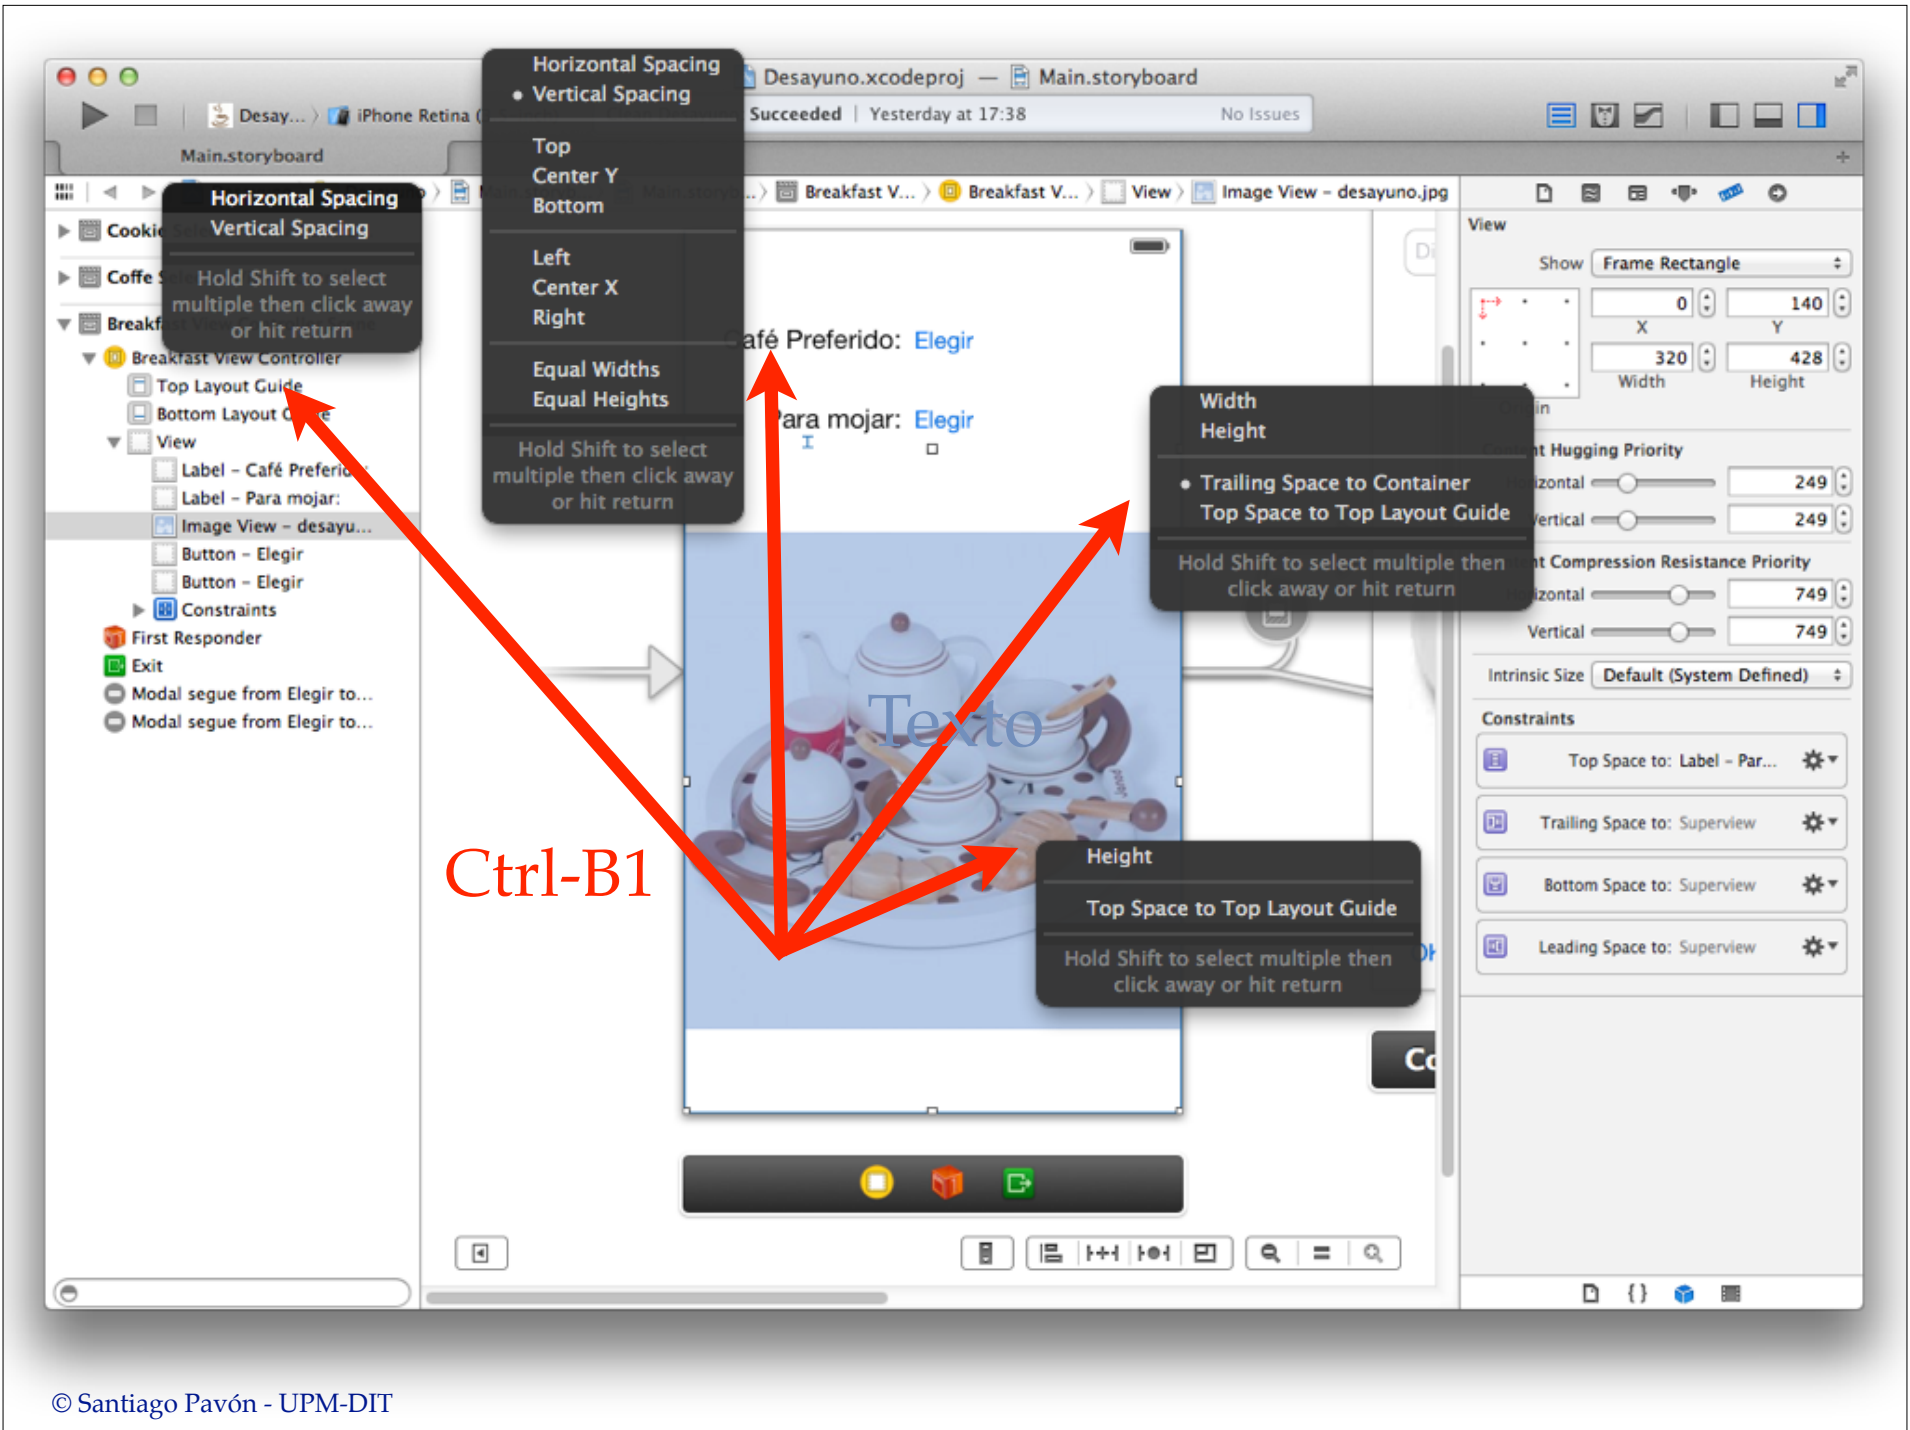 Desayuno.xcodeproj — Main.storyboard
Desay... iPhone Retina (
Succeeded | Yesterday at 17:38
No Issues
Main.storyboard
Breakfast V... Breakfast V... View Image View - desayuno.jpg
Horizontal Spacing
Vertical Spacing
Hold Shift to select
multiple then click away
or hit return
Cookie
Coffe
Breakfast
Breakfast View Controller
Top Layout Guide
Bottom Layout
View
Label - Café Preferido:
Label - Para mojar:
Image View - desayu...
Button - Elegir
Button - Elegir
Constraints
First Responder
Exit
Modal segue from Elegir to...
Modal segue from Elegir to...
Horizontal Spacing
• Vertical Spacing
Top
Center Y
Bottom
Left
Center X
Right
Equal Widths
Equal Heights
Hold Shift to select
multiple then click away
or hit return
afé Preferido: Elegir
Para mojar: Elegir
Width
Height
• Trailing Space to Container
Top Space to Top Layout Guide
Hold Shift to select multiple then
click away or hit return
Texto
Ctrl-B1
Height
Top Space to Top Layout Guide
Hold Shift to select multiple then
click away or hit return
Di
Co
View
Show Frame Rectangle
0 140
X Y
320 428
Width Height
Hugging Priority
249
Vertical 249
Compression Resistance Priority
749
Vertical 749
Intrinsic Size Default (System Defined)
Constraints
Top Space to: Label - Par...
Trailing Space to: Superview
Bottom Space to: Superview
Leading Space to: Superview
© Santiago Pavón - UPM-DIT